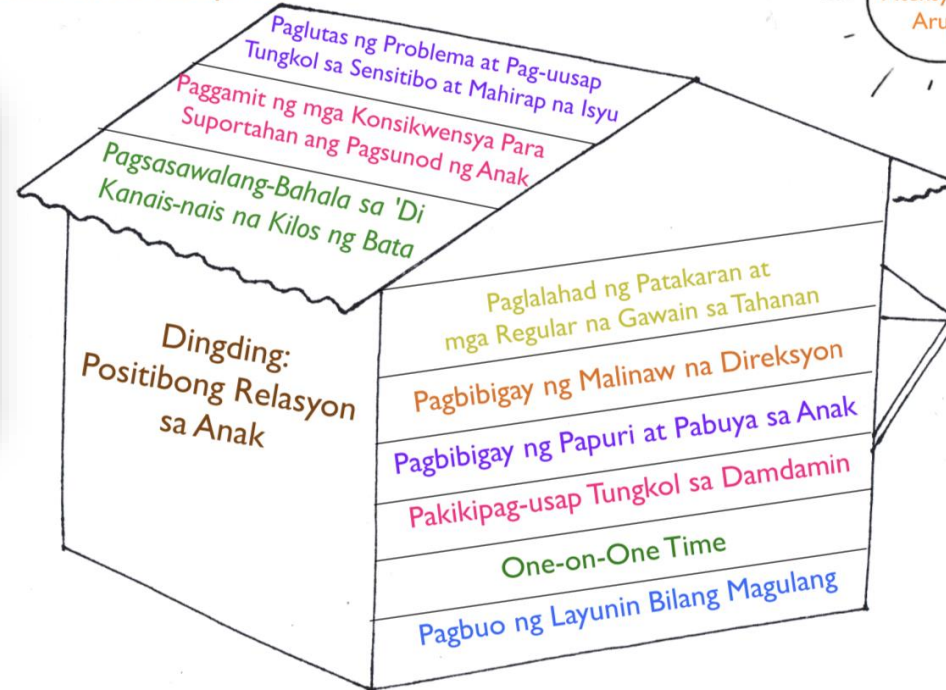 Aru
Paglutas ng Problema at Pag-uusap
Tungkol sa Sensitibo at Mahirap na Isyu
Paggamit ng mga Konsikwensya Para
Suportahan ang Pagsunod ng Anak
Pagsasawalang-Bahala sa 'Di
Kanais-nais na Kilos ng Bata
Dingding:
Positibong Relasyon
sa Anak
Paglalahad ng Patakaran at
mga Regular na Gawain sa Tahanan
Pagbibigay ng Malinaw na Direksyon
Pagbibigay ng Papuri at Pabuya sa Anak
Pakikipag-usap Tungkol sa Damdamin
One-on-One Time
Pagbuo ng Layunin Bilang Magulang